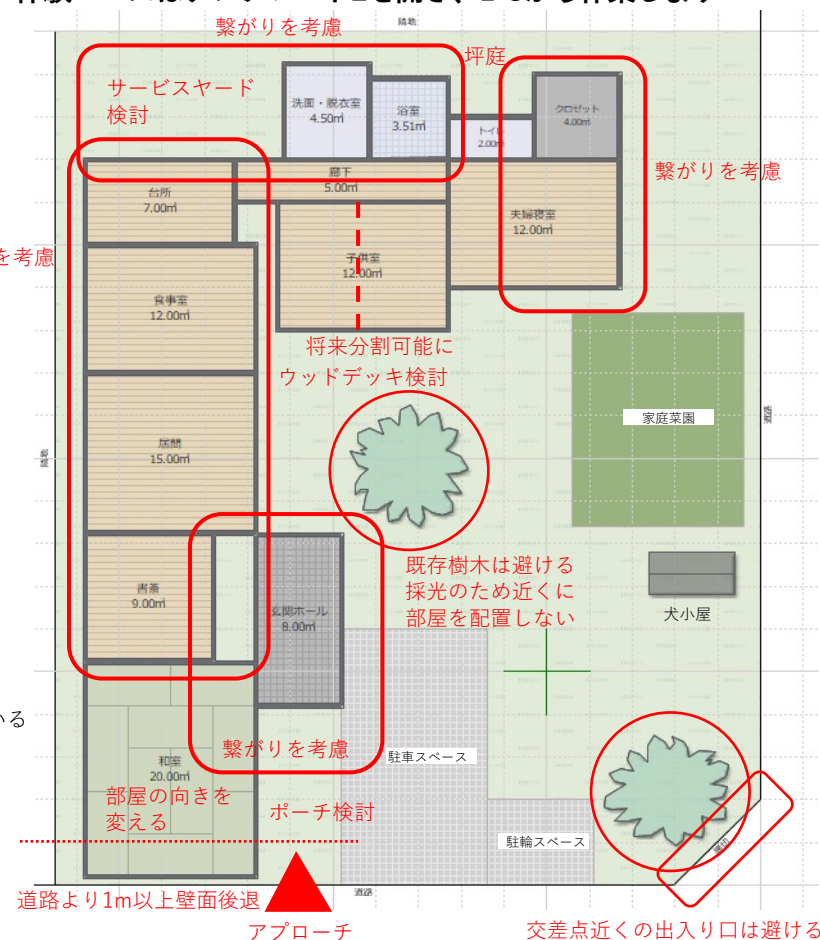 隣地
繋がりを考慮
坪庭
サービスヤード
検討
洗面・脱衣室
4.50㎡
浴室
3.51㎡
トイレ
2.00㎡
クロゼット
4.00㎡
繋がりを考慮
台所
7.00㎡
廊下
5.00㎡
夫婦寝室
12.00㎡
を考慮
子供室
12.00㎡
食事室
12.00㎡
将来分割可能に
ウッドデッキ検討
家庭菜園
道路
居間
15.00㎡
隣地
既存樹木は避ける
採光のため近くに
部屋を配置しない
書斎
9.00㎡
玄関ホール
8.00㎡
犬小屋
いる
繋がりを考慮
駐車スペース
和室
20.00㎡
部屋の向きを
変える
ポーチ検討
駐輪スペース
隅切
道路より1m以上壁面後退
道路
アプローチ
交差点近くの出入り口は避ける